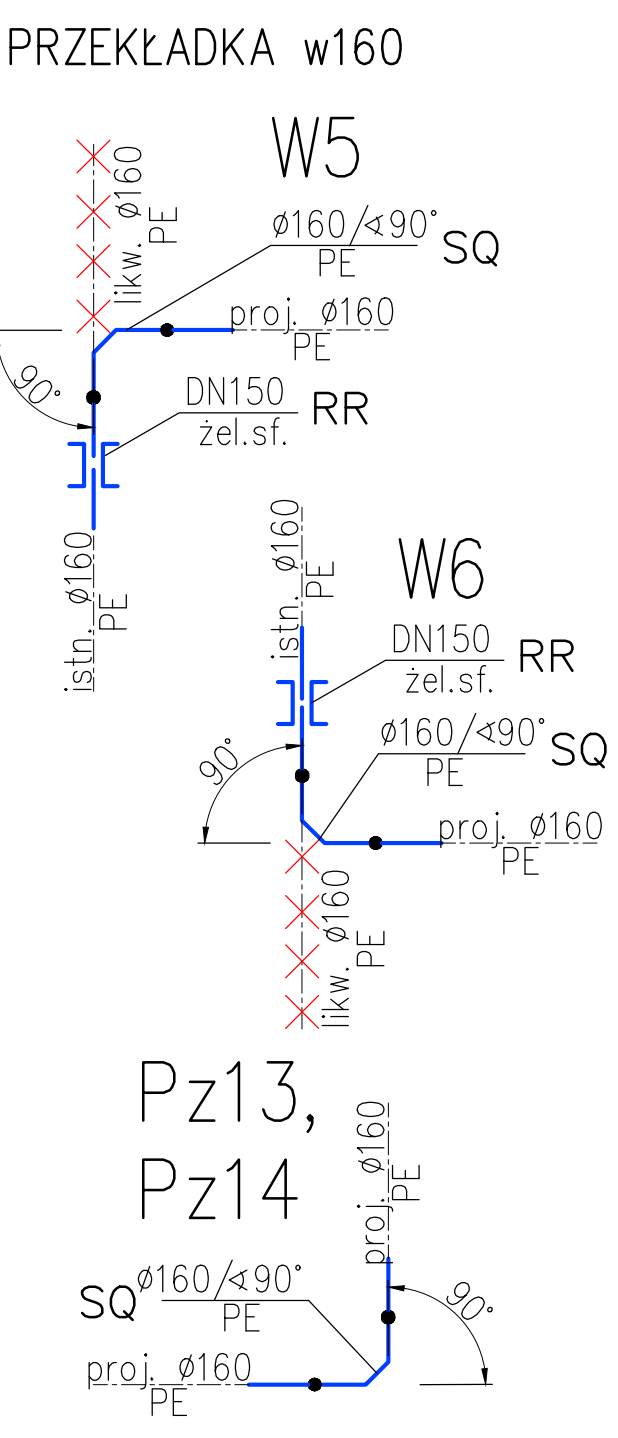 PRZEKŁADKA w160
W5
likw. ø160
PE
ø160/∢90°
PE
SQ
proj. ø160
PE
90°
DN150
żel.sf.
RR
istn. ø160
PE
W6
istn. ø160
PE
DN150
żel.sf.
RR
ø160/∢90°
PE
SQ
90°
proj. ø160
PE
likw. ø160
PE
Pz13,
Pz14
proj. ø160
PE
SQ
ø160/∢90°
PE
90°
proj. ø160
PE